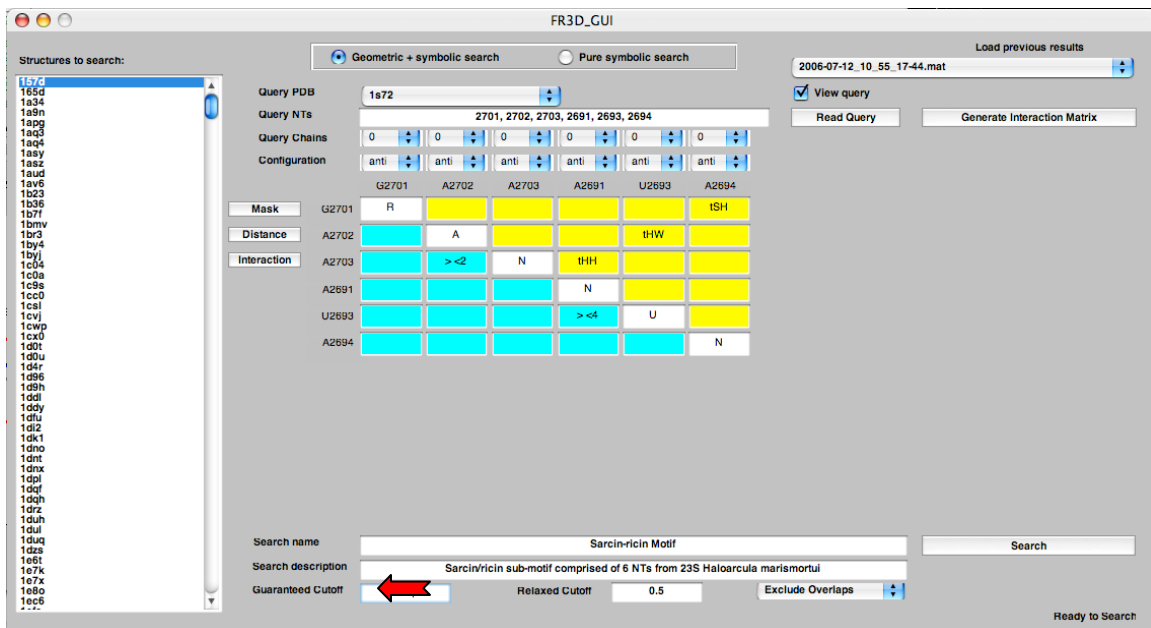 FR3D_GUI
Structures to search:
Geometric + symbolic search
Pure symbolic search
Load previous results
2006-07-12_10_55_17-44.mat
View query
Read Query
Generate Interaction Matrix
Query PDB
1s72
Query NTs
2701, 2702, 2703, 2691, 2693, 2694
Query Chains
0 0 0 0 0 0
Configuration
anti anti anti anti anti anti
G2701 A2702 A2703 A2691 U2693 A2694
Mask G2701 R tSH
Distance A2702 A tHW
Interaction A2703 > <2 N tHH
A2691 N
U2693 > <4 U
A2694 N
157d
165d
1a34
1a9n
1apg
1aq3
1aq4
1asy
1asz
1aud
1av6
1b23
1b36
1b7f
1bmv
1br3
1by4
1byj
1c04
1c0a
1c9s
1cc0
1csl
1cvj
1cwp
1cx0
1d0t
1d0u
1d4r
1d96
1d9h
1ddl
1ddy
1dfu
1di2
1dk1
1dno
1dnt
1dnx
1dpl
1dqf
1dqh
1drz
1duh
1dul
1duq
1dzs
1e6t
1e7k
1e7x
1e8o
1ec6
Search name
Sarcin-ricin Motif
Search
Search description
Sarcin/ricin sub-motif comprised of 6 NTs from 23S Haloarcula marismortui
Guaranteed Cutoff
Relaxed Cutoff
0.5
Exclude Overlaps
Ready to Search